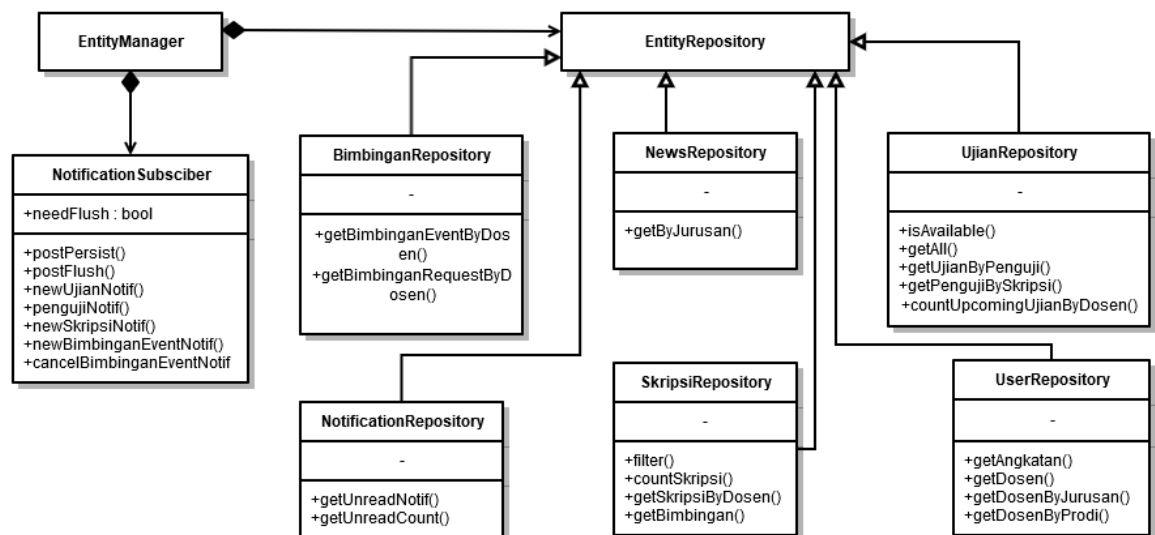 EntityManager
EntityRepository
NotificationSubsciber
+needFlush : bool
+postPersist()
+postFlush()
+newUjianNotif()
+pengujiNotif()
+newSkripsiNotif()
+newBimbinganEventNotif()
+cancelBimbinganEventNotif
BimbinganRepository
-
+getBimbinganEventByDos
en()
+getBimbinganRequestByD
osen()
NewsRepository
-
+getByJurusan()
UjianRepository
-
+isAvailable()
+getAll()
+getUjianByPenguji()
+getPengujiBySkripsi()
+countUpcomingUjianByDosen()
NotificationRepository
-
+getUnreadNotif()
+getUnreadCount()
SkripsiRepository
-
+filter()
+countSkripsi()
+getSkripsiByDosen()
+getBimbingan()
UserRepository
-
+getAngkatan()
+getDosen()
+getDosenByJurusan()
+getDosenByProdi()